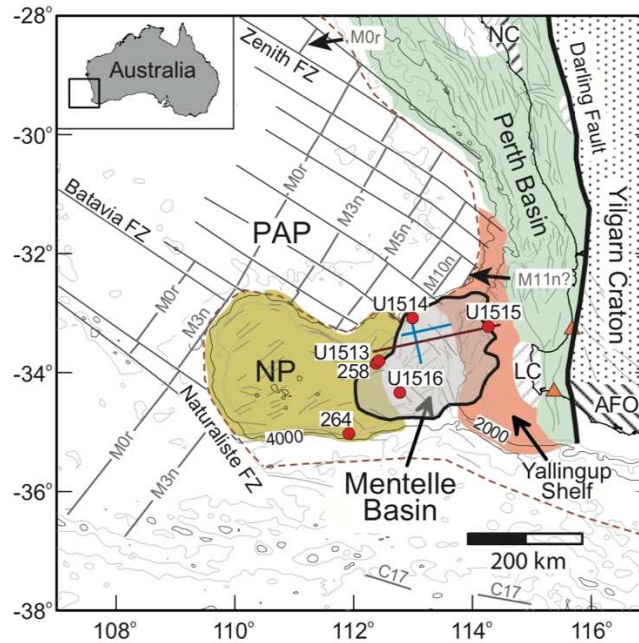 -28°
-30°
-32°
-34°
-36°
-38°
108°
110°
112°
114°
116°
Australia
M0r
Zenith FZ
NC
Darling Fault
Perth Basin
Yilgarn Craton
Batavia FZ
M0r
M3n
M5n
M10n
PAP
M11n?
M0r
M3n
U1514
U1515
U1513
258
U1516
NP
LC
264
4000
2000
AFO
Naturaliste FZ
M0r
M3n
Mentelle
Basin
Yallingup
Shelf
200 km
C17
C17